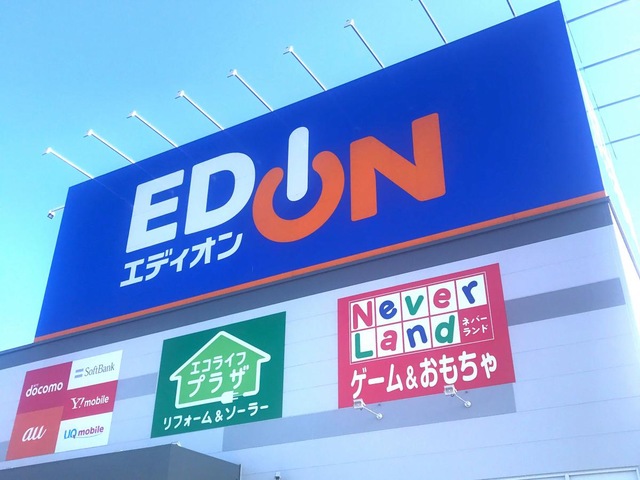 EDION
エディオン
docomo
SoftBank
Y!mobile
au
UQ mobile
エコライフ
プラザ
リフォーム＆ソーラー
Never
Land
ネバー
ランド
ゲーム＆おもちゃ